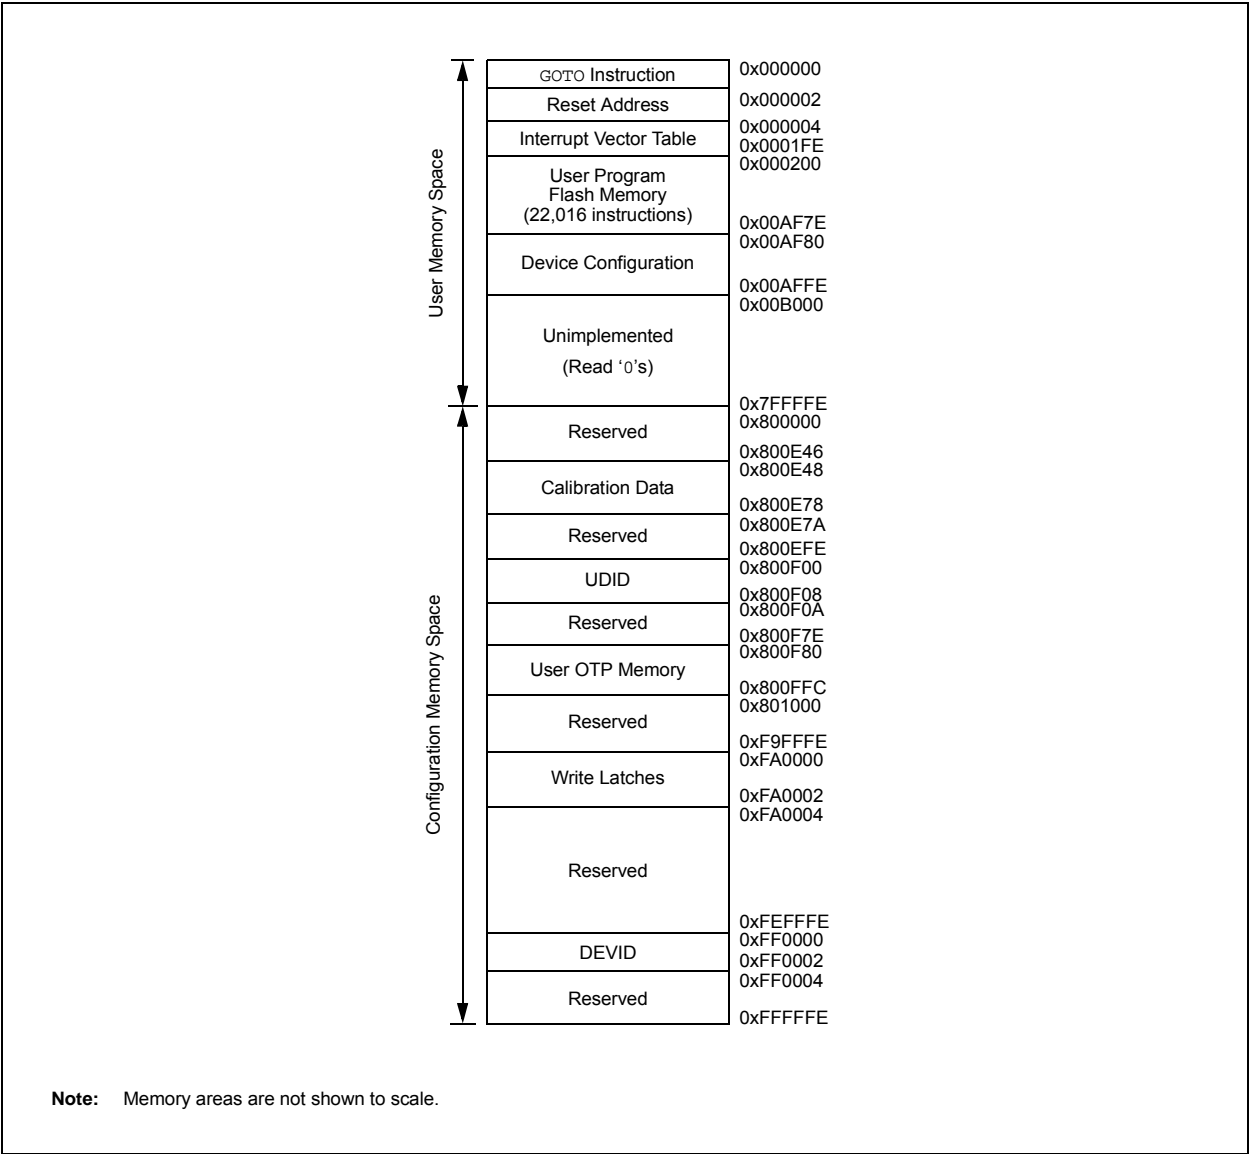 GOTO Instruction
0x000000
Reset Address
0x000002
Interrupt Vector Table
0x000004
0x0001FE
0x000200
User Program
Flash Memory
(22,016 instructions)
0x00AF7E
0x00AF80
Device Configuration
0x00AFFE
0x00B000
Unimplemented
(Read ‘0’s)
0x7FFFFE
User Memory Space
0x800000
Reserved
0x800E46
0x800E48
Calibration Data
0x800E78
0x800E7A
Reserved
0x800EFE
0x800F00
UDID
0x800F08
0x800F0A
Reserved
0x800F7E
0x800F80
User OTP Memory
0x800FFC
0x801000
Reserved
0xF9FFFE
0xFA0000
Write Latches
0xFA0002
0xFA0004
Reserved
0xFEFFFE
0xFF0000
DEVID
0xFF0002
0xFF0004
Reserved
0xFFFFFE
Configuration Memory Space
Note: Memory areas are not shown to scale.